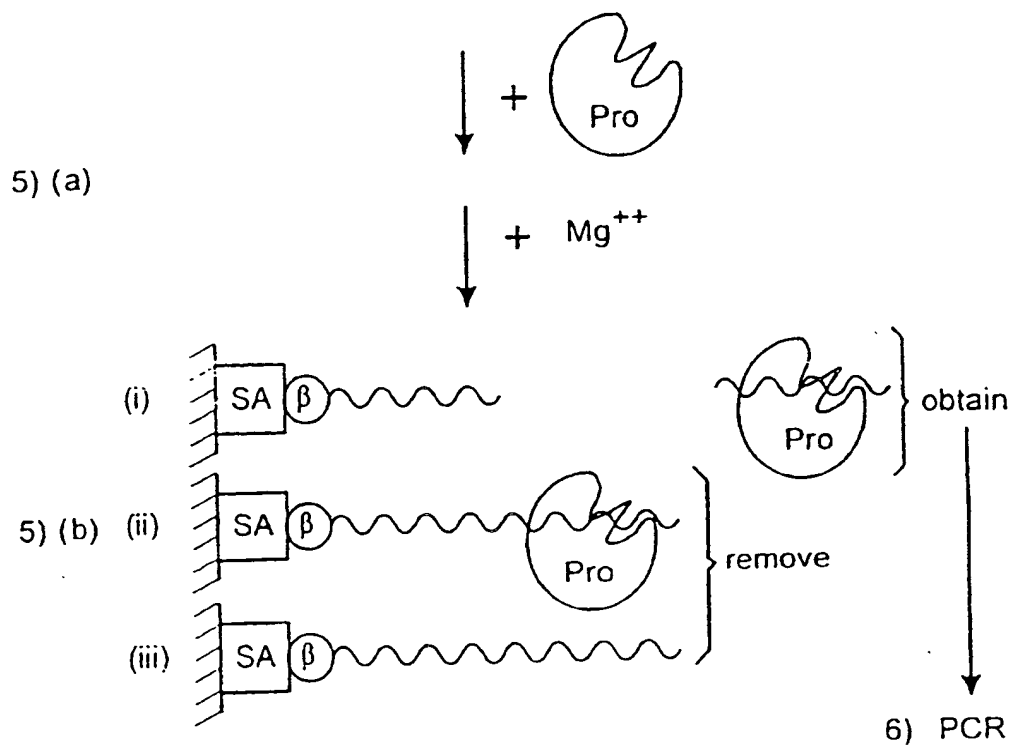 + Pro
5) (a)
+ Mg++
(i) SA β Pro obtain
5) (b) (ii) SA β Pro remove
(iii) SA β
6) PCR